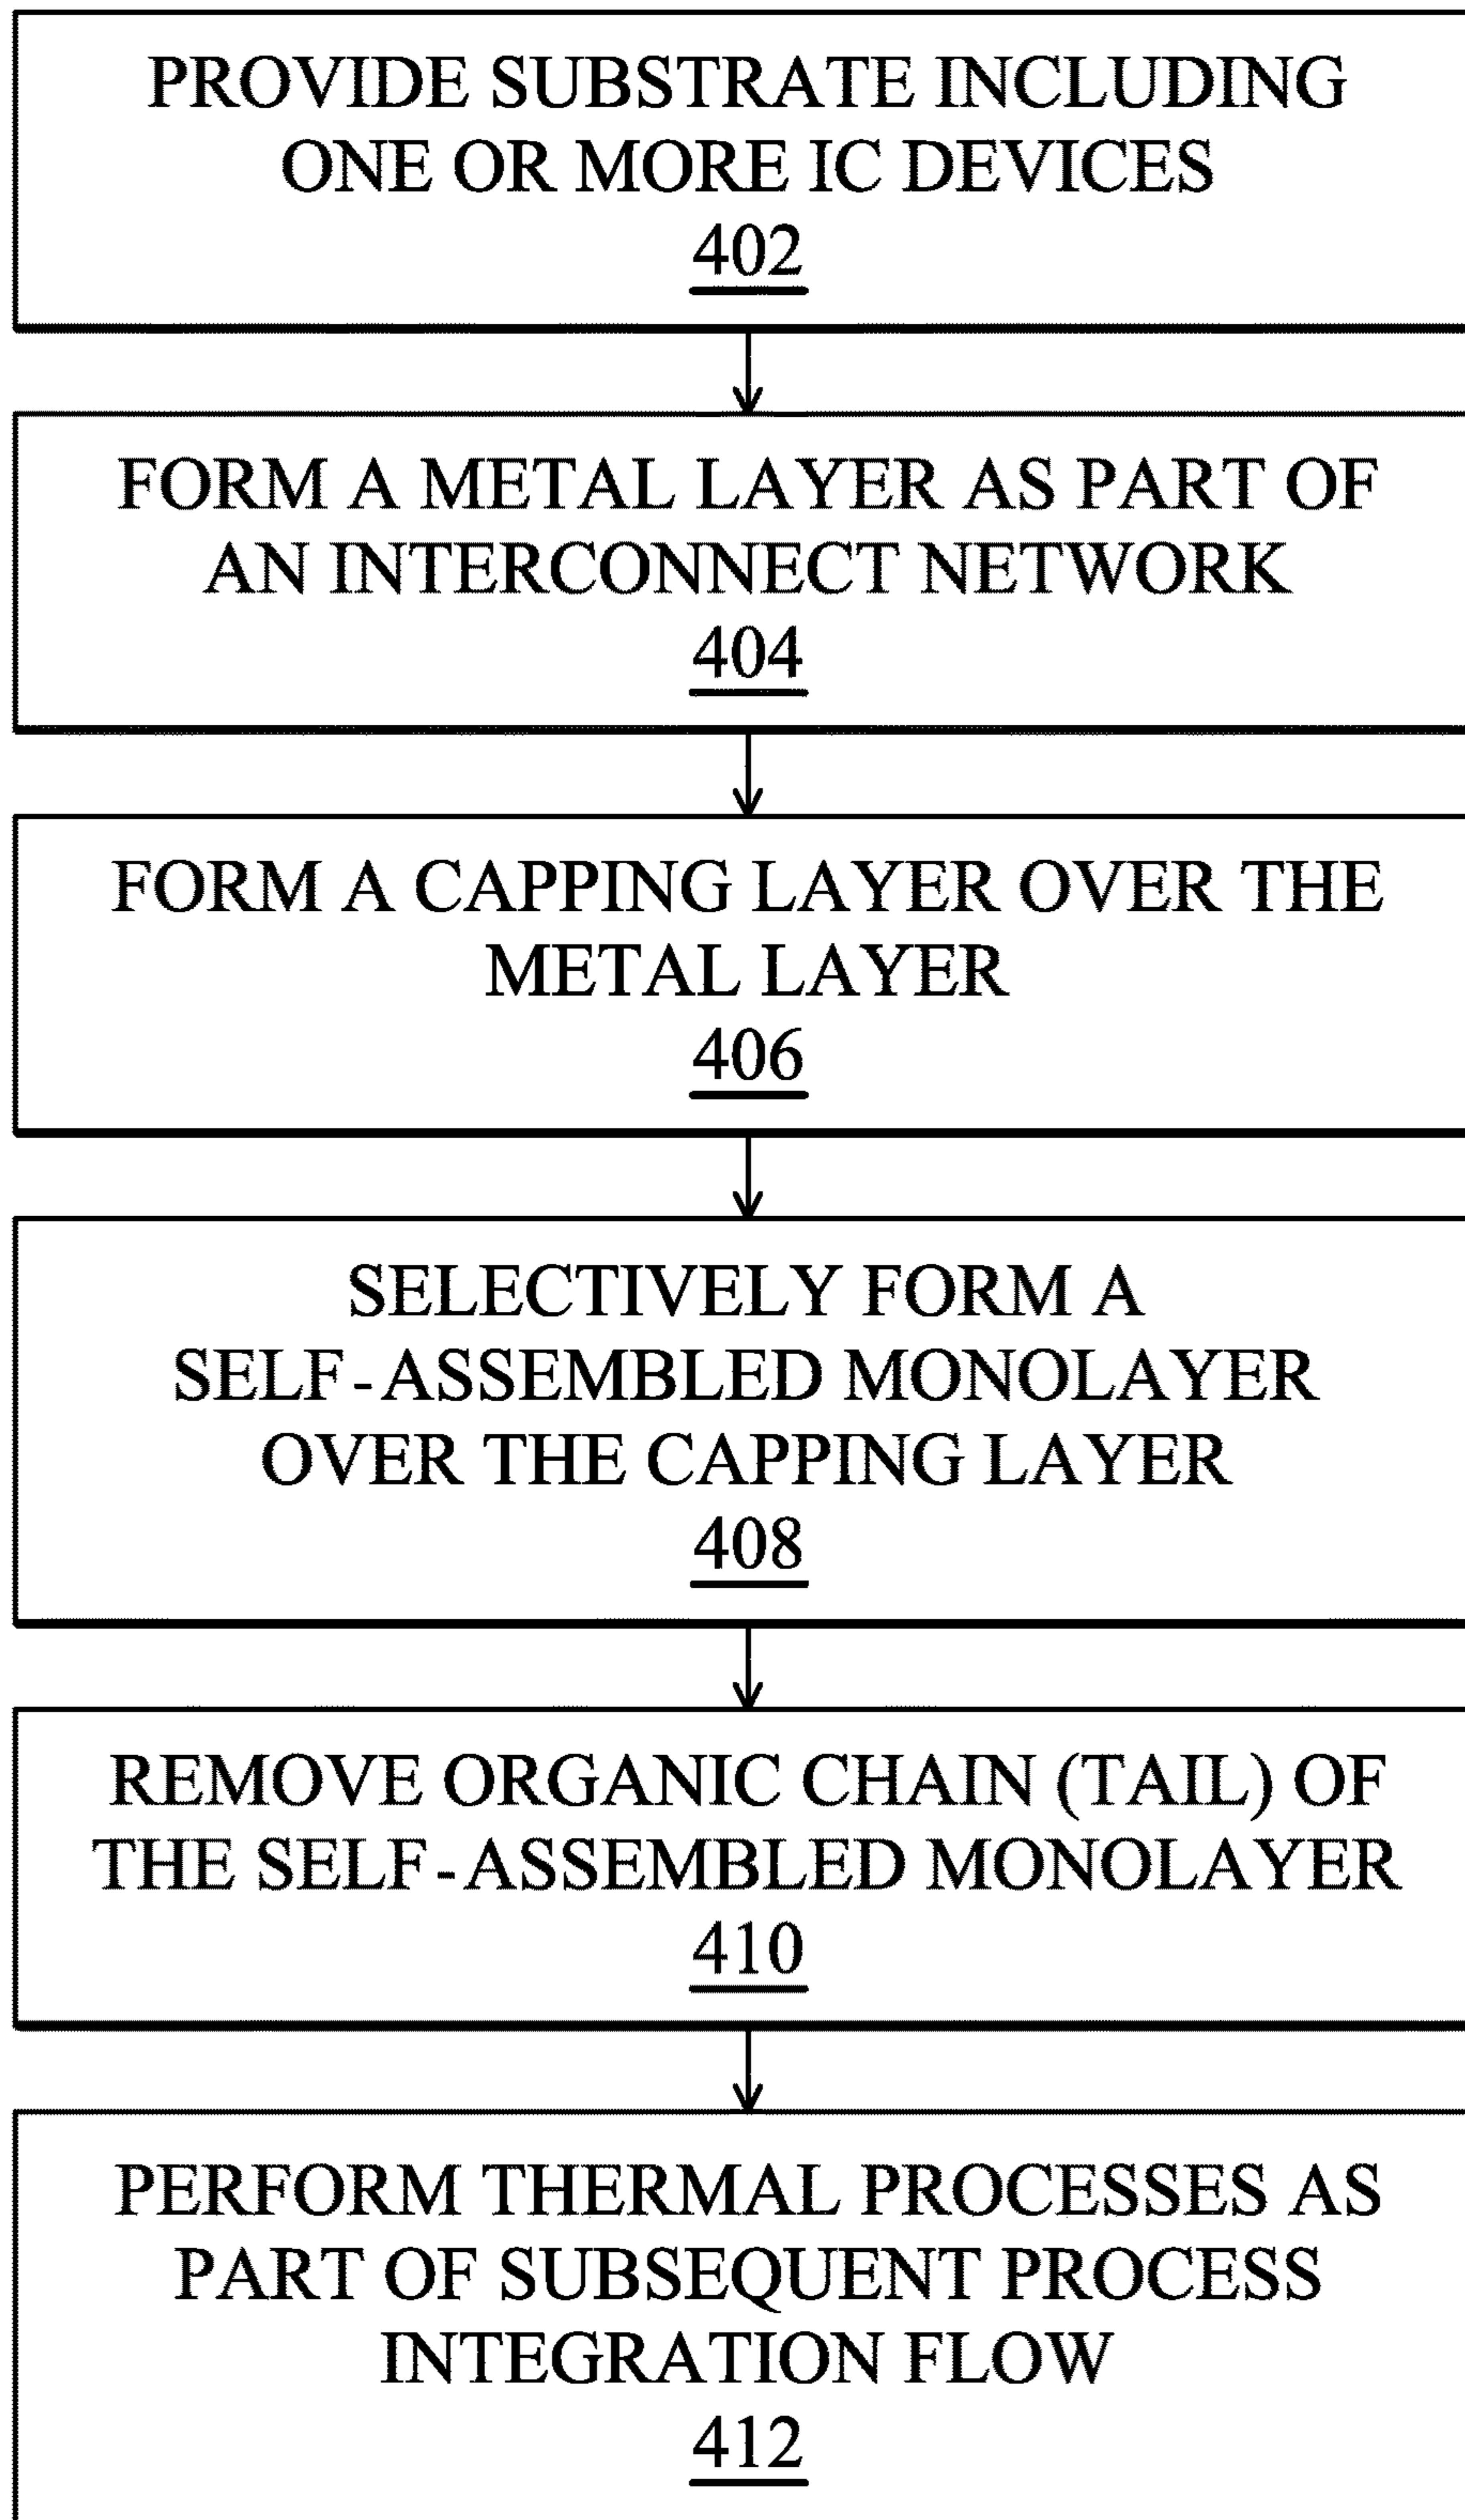 PROVIDE SUBSTRATE INCLUDING
ONE OR MORE IC DEVICES
402
FORM A METAL LAYER AS PART OF
AN INTERCONNECT NETWORK
404
FORM A CAPPING LAYER OVER THE
METAL LAYER
406
SELECTIVELY FORM A
SELF-ASSEMBLED MONOLAYER
OVER THE CAPPING LAYER
408
REMOVE ORGANIC CHAIN (TAIL) OF
THE SELF-ASSEMBLED MONOLAYER
410
PERFORM THERMAL PROCESSES AS
PART OF SUBSEQUENT PROCESS
INTEGRATION FLOW
412